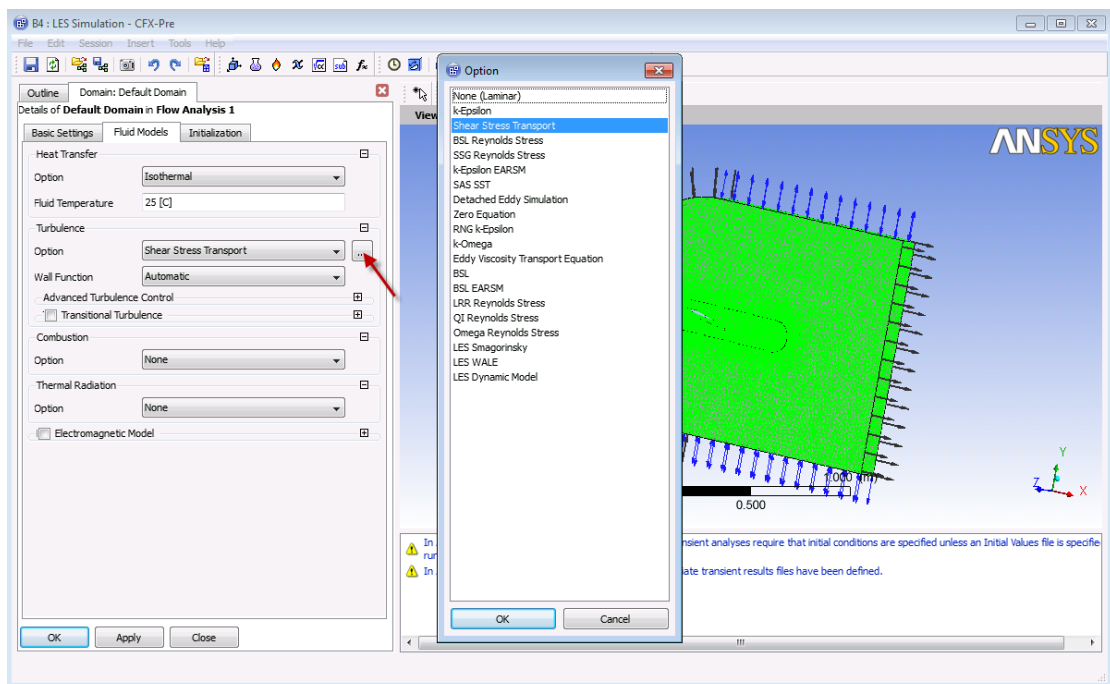 B4 : LES Simulation - CFX-Pre
File Edit Session Insert Tools Help
Outline Domain: Default Domain
Details of Default Domain in Flow Analysis 1
Basic Settings Fluid Models Initialization
Heat Transfer
Option Isothermal
Fluid Temperature 25 [C]
Turbulence
Option Shear Stress Transport ...
Wall Function Automatic
Advanced Turbulence Control
Transitional Turbulence
Combustion
Option None
Thermal Radiation
Option None
Electromagnetic Model
OK Apply Close
Option
None (Laminar)
k-Epsilon
Shear Stress Transport
BSL Reynolds Stress
SSG Reynolds Stress
k-Epsilon EARSM
SAS SST
Detached Eddy Simulation
Zero Equation
RNG k-Epsilon
k-Omega
Eddy Viscosity Transport Equation
BSL
BSL EARSM
LRR Reynolds Stress
QI Reynolds Stress
Omega Reynolds Stress
LES Smagorinsky
LES WALE
LES Dynamic Model
OK Cancel
View
ANSYS
1.000 (m)
0.500
Y
Z X
In
nsient analyses require that initial conditions are specified unless an Initial Values file is specifie
run
In
iate transient results files have been defined.